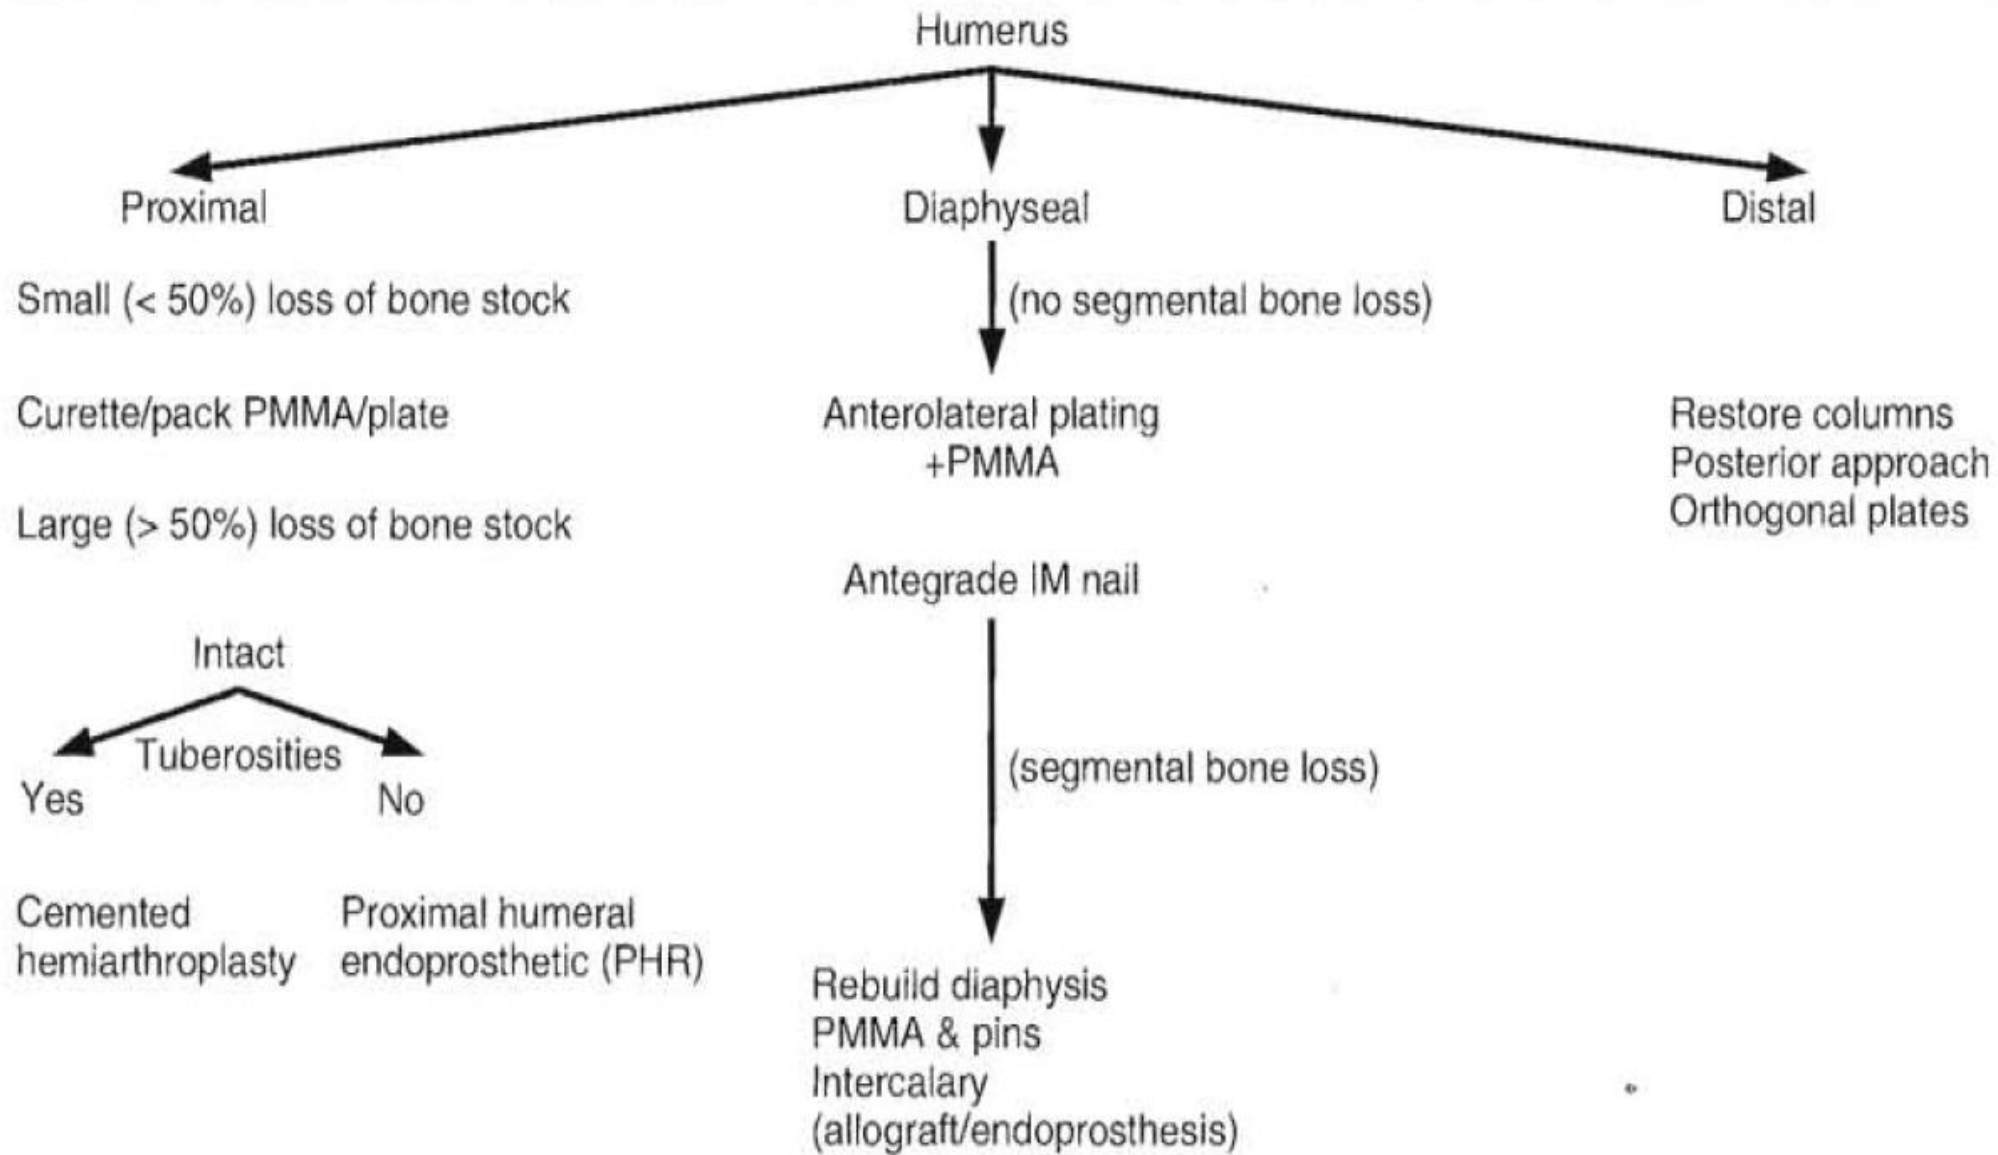 Humerus
Proximal
Diaphyseal
Distal
Small (< 50%) loss of bone stock
(no segmental bone loss)
Curette/pack PMMA/plate
Anterolateral plating
+PMMA
Restore columns
Posterior approach
Orthogonal plates
Large (> 50%) loss of bone stock
Antegrade IM nail
Intact
Tuberosities
Yes
No
(segmental bone loss)
Cemented
hemiarthroplasty
Proximal humeral
endoprosthetic (PHR)
Rebuild diaphysis
PMMA & pins
Intercalary
(allograft/endoprosthesis)